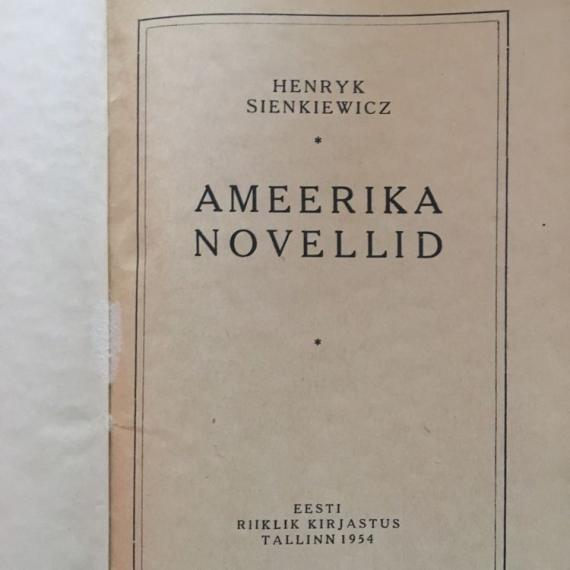 HENRYK
SIENKIEWICZ
*
AMEERIKA
NOVELLID
*
EESTI
RIIKLIK KIRJASTUS
TALLINN 1954